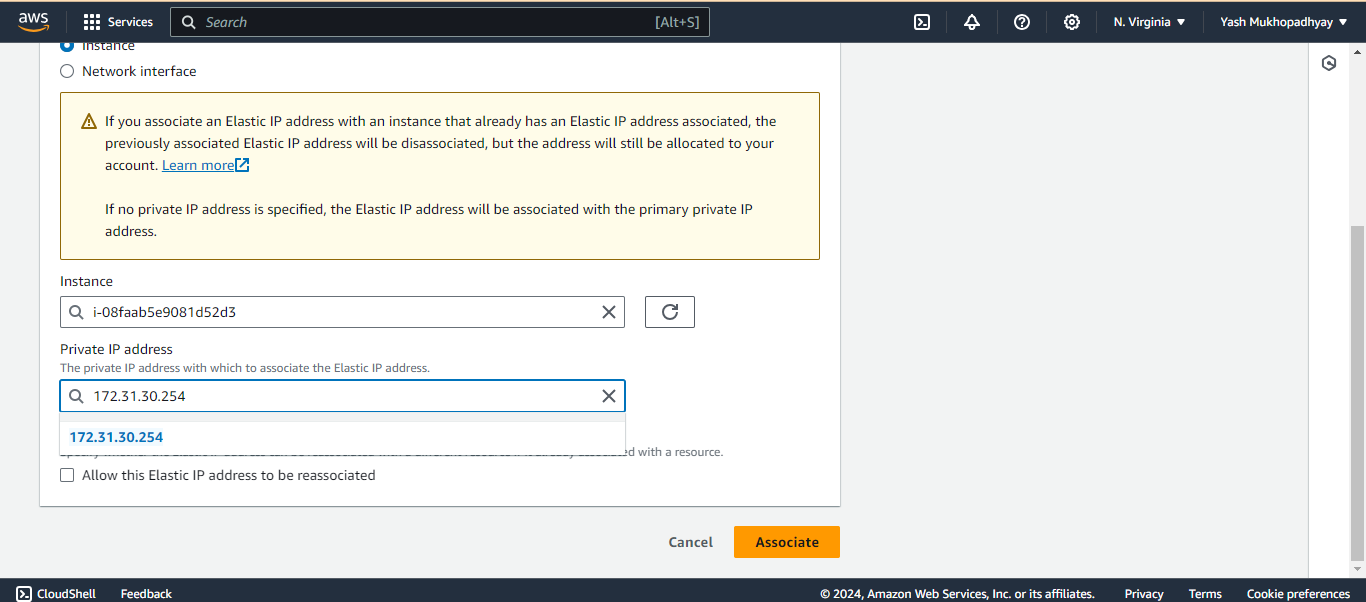 aws Services Search [Alt+S] N. Virginia Yash Mukhopadhyay
Instance
Network interface
If you associate an Elastic IP address with an instance that already has an Elastic IP address associated, the
previously associated Elastic IP address will be disassociated, but the address will still be allocated to your
account. Learn more
If no private IP address is specified, the Elastic IP address will be associated with the primary private IP
address.
Instance
i-08faab5e9081d52d3
Private IP address
The private IP address with which to associate the Elastic IP address.
172.31.30.254
172.31.30.254
with a resource.
Allow this Elastic IP address to be reassociated
Cancel Associate
CloudShell Feedback © 2024, Amazon Web Services, Inc. or its affiliates. Privacy Terms Cookie preferences